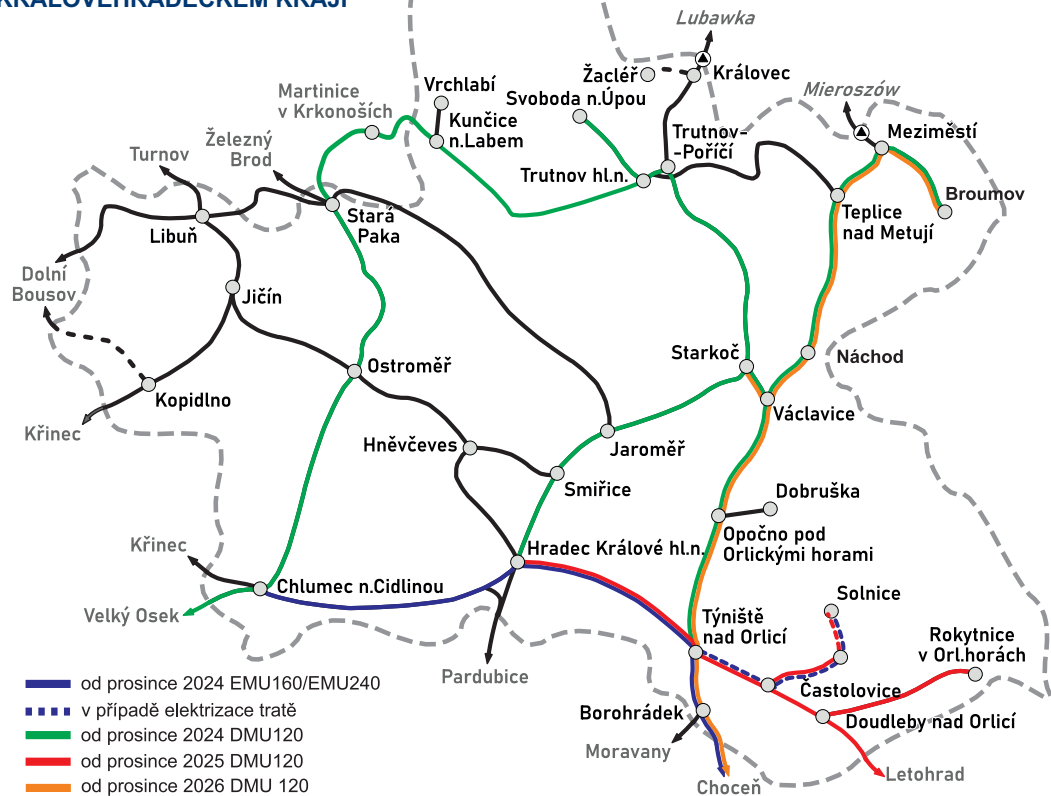 KRÁLOVÉHRADECKÉM KRAJI
Lubawka
Žacléř
Královec
Vrchlabí
Svoboda n.Úpou
Mieroszów
Martinice
v Krkonoších
Kunčice
n.Labem
Trutnov-
-Poříčí
Meziměstí
Železný
Brod
Turnov
Trutnov hl.n.
Broumov
Stará
Paka
Teplice
nad Metují
Libuň
Dolní
Bousov
Jičín
Starkoč
Náchod
Ostroměř
Kopidlno
Václavice
Křinec
Hněvčeves
Jaroměř
Smiřice
Dobruška
Opočno pod
Orlickými horami
Křinec
Hradec Králové hl.n.
Chlumec n.Cidlinou
Velký Osek
Solnice
Týniště
nad Orlicí
Rokytnice
v Orl.horách
Pardubice
Častolovice
Borohrádek
Doudleby nad Orlicí
Moravany
Choceň
Letohrad
od prosince 2024 EMU160/EMU240
v případě elektrizace tratě
od prosince 2024 DMU120
od prosince 2025 DMU120
od prosince 2026 DMU 120